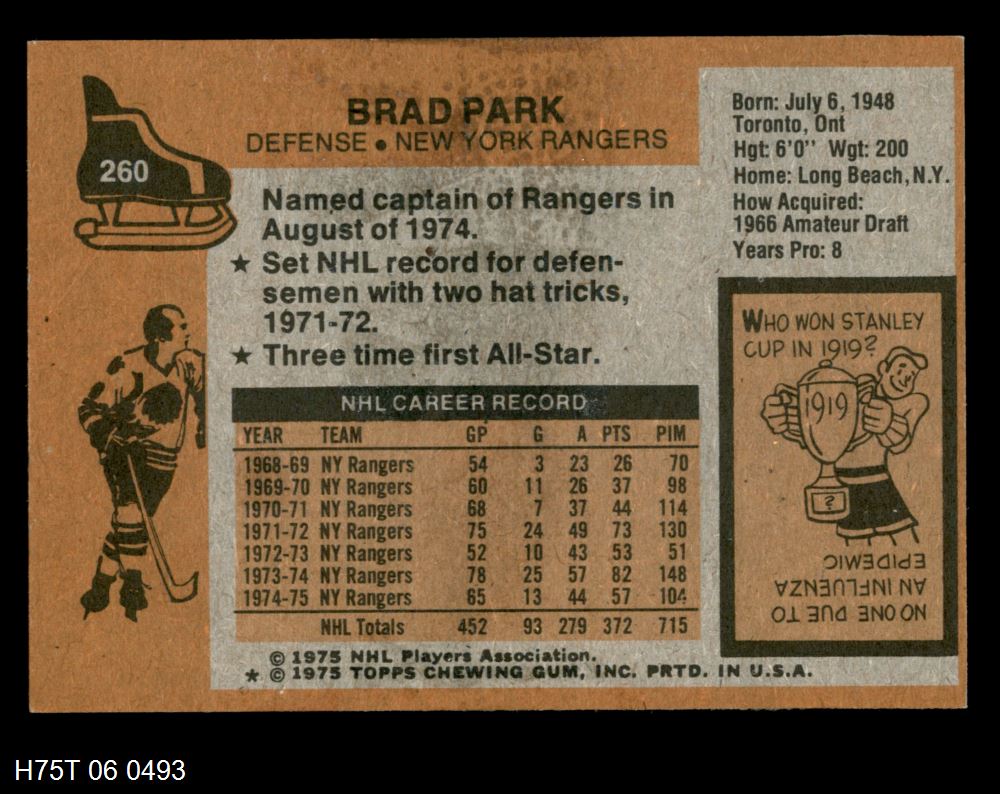 260
BRAD PARK
DEFENSE • NEW YORK RANGERS
Named captain of Rangers in
August of 1974.
★ Set NHL record for defen-
semen with two hat tricks,
1971-72.
★ Three time first All-Star.
NHL CAREER RECORD
YEAR TEAM GP G A PTS PIM
1968-69 NY Rangers 54 3 23 26 70
1969-70 NY Rangers 60 11 26 37 98
1970-71 NY Rangers 68 7 37 44 114
1971-72 NY Rangers 75 24 49 73 130
1972-73 NY Rangers 52 10 43 53 51
1973-74 NY Rangers 78 25 57 82 148
1974-75 NY Rangers 65 13 44 57 104
NHL Totals 452 93 279 372 715
© 1975 NHL Players Association.
★ © 1975 TOPPS CHEWING GUM, INC. PRTD. IN U.S.A.
Born: July 6, 1948
Toronto, Ont
Hgt: 6'0" Wgt: 200
Home: Long Beach, N.Y.
How Acquired:
1966 Amateur Draft
Years Pro: 8
WHO WON STANLEY
CUP IN 1919?
1919
?
NO ONE DUE TO
AN INFLUENZA
EPIDEMIC
H75T 06 0493